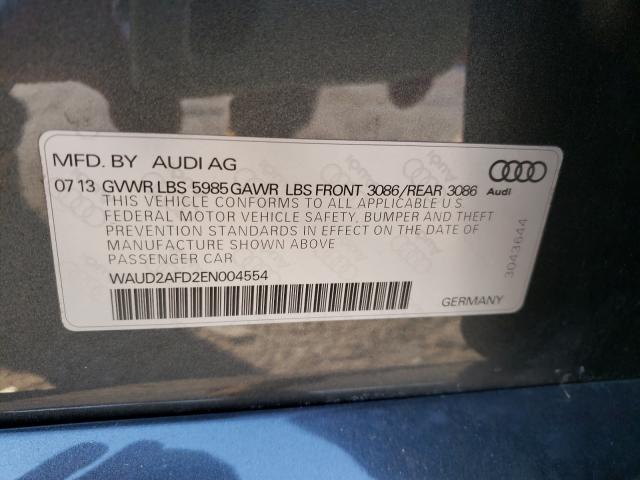 MFD. BY AUDI AG
07 13 GVWR LBS 5985 GAWR LBS FRONT 3086/REAR 3086
Audi
THIS VEHICLE CONFORMS TO ALL APPLICABLE U S
FEDERAL MOTOR VEHICLE SAFETY, BUMPER AND THEFT
PREVENTION STANDARDS IN EFFECT ON THE DATE OF
MANUFACTURE SHOWN ABOVE
PASSENGER CAR
WAUD2AFD2EN004554
GERMANY
3043644